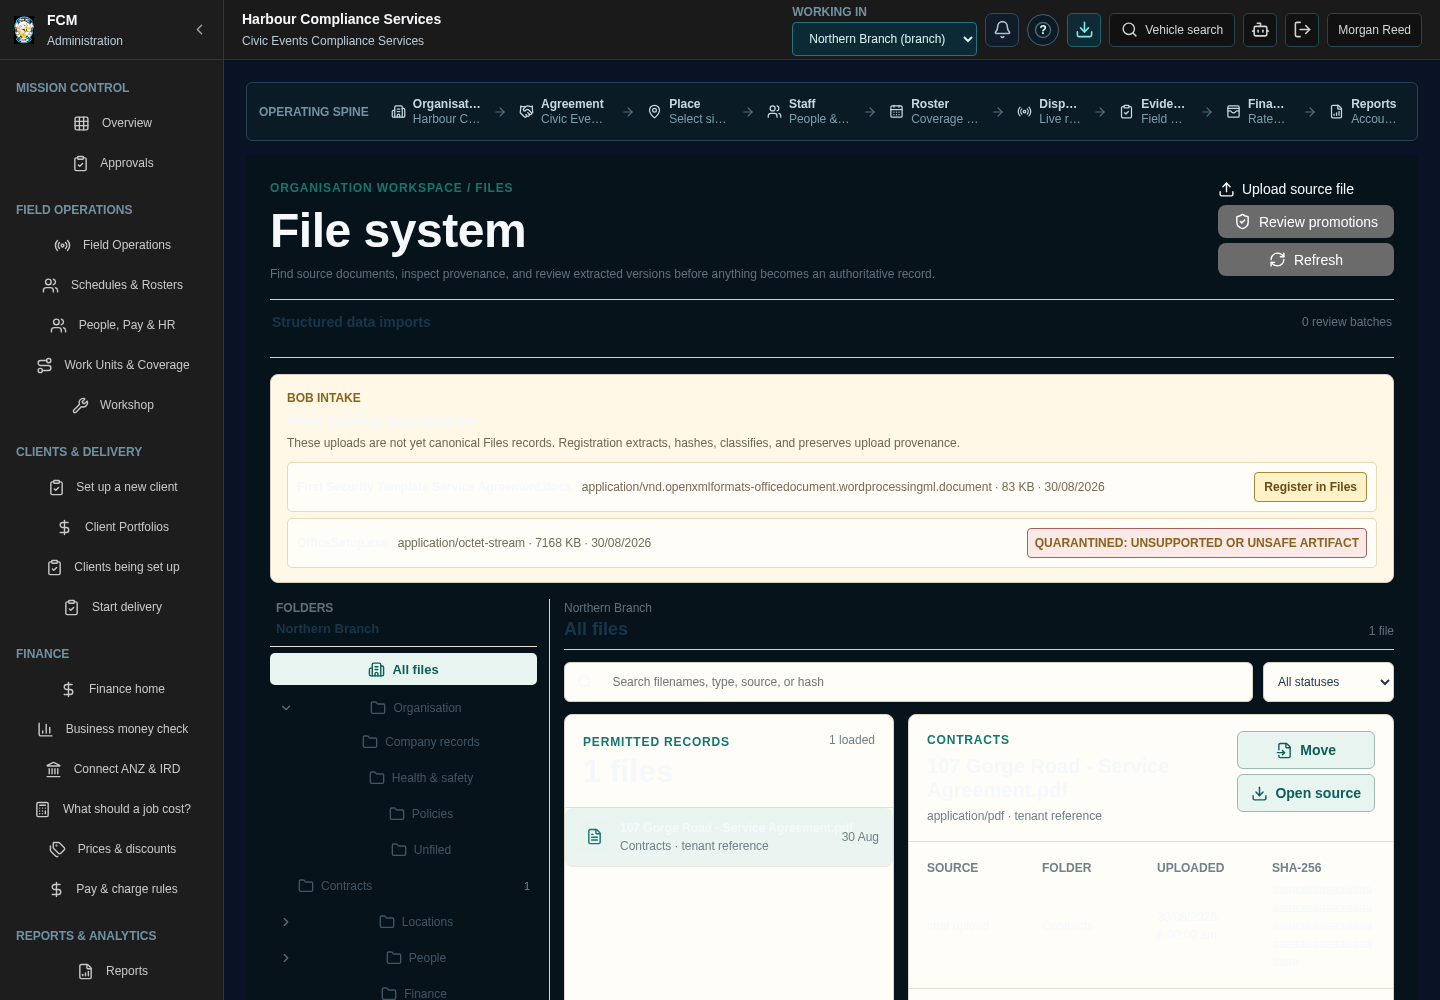 FCM
Administration
Harbour Compliance Services
Civic Events Compliance Services
WORKING IN
Northern Branch (branch)
Vehicle search
Morgan Reed
MISSION CONTROL
Overview
Approvals
FIELD OPERATIONS
Field Operations
Schedules & Rosters
People, Pay & HR
Work Units & Coverage
Workshop
CLIENTS & DELIVERY
Set up a new client
Client Portfolios
Clients being set up
Start delivery
FINANCE
Finance home
Business money check
Connect ANZ & IRD
What should a job cost?
Prices & discounts
Pay & charge rules
REPORTS & ANALYTICS
Reports
OPERATING SPINE
Organisat…
Harbour C…
Agreement
Civic Eve…
Place
Select si…
Staff
People &…
Roster
Coverage …
Disp…
Live r…
Evide…
Field …
Fina…
Rate…
Reports
Accou…
ORGANISATION WORKSPACE / FILES
File system
Find source documents, inspect provenance, and review extracted versions before anything becomes an authoritative record.
Upload source file
Review promotions
Refresh
Structured data imports
0 review batches
BOB INTAKE
These uploads are not yet canonical Files records. Registration extracts, hashes, classifies, and preserves upload provenance.
First Security Template Service Agreement.docx
application/vnd.openxmlformats-officedocument.wordprocessingml.document · 83 KB · 30/08/2026
Register in Files
application/octet-stream · 7168 KB · 30/08/2026
QUARANTINED: UNSUPPORTED OR UNSAFE ARTIFACT
FOLDERS
Northern Branch
All files
Organisation
Company records
Health & safety
Policies
Unfiled
Contracts
1
Locations
People
Finance
Northern Branch
All files
1 file
Search filenames, type, source, or hash
All statuses
PERMITTED RECORDS
1 loaded
1 files
107 Gorge Road - Service Agreement.pdf
Contracts · tenant reference
30 Aug
CONTRACTS
107 Gorge Road - Service
Agreement.pdf
application/pdf · tenant reference
Move
Open source
SOURCE
FOLDER
UPLOADED
SHA-256
Contracts